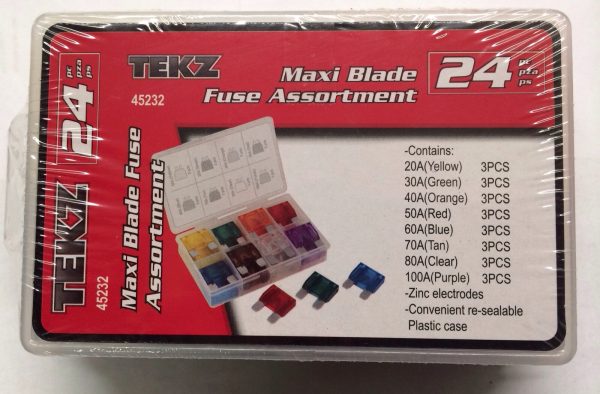 TEKZ
45232
Maxi Blade
Fuse Assortment
24 pc
pza
ps
-Contains:
20A(Yellow) 3PCS
30A(Green) 3PCS
40A(Orange) 3PCS
50A(Red) 3PCS
60A(Blue) 3PCS
70A(Tan) 3PCS
80A(Clear) 3PCS
100A(Purple) 3PCS
-Zinc electrodes
-Convenient re-sealable
Plastic case
24 pc
pza
ps
Maxi Blade Fuse
Assortment
TEKZ
45232